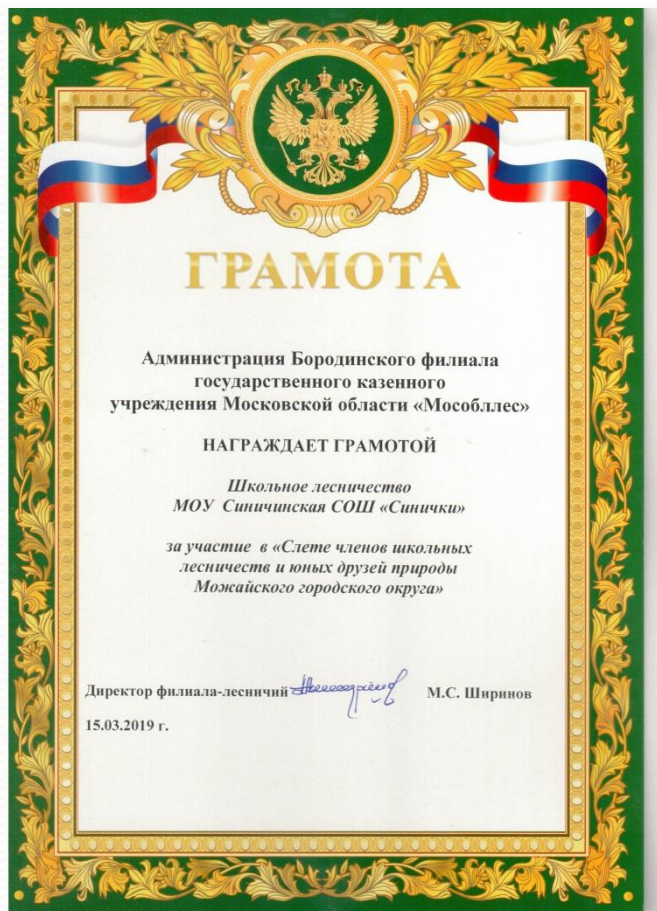 ГРАМОТА
Администрация Бородинского филиала
государственного казенного
учреждения Московской области «Мособллес»
НАГРАЖДАЕТ ГРАМОТОЙ
Школьное лесничество
МОУ Синичинская СОШ «Синички»
за участие в «Слете членов школьных
лесничеств и юных друзей природы
Можайского городского округа»
Директор филиала-лесничий М.С. Ширинов
15.03.2019 г.